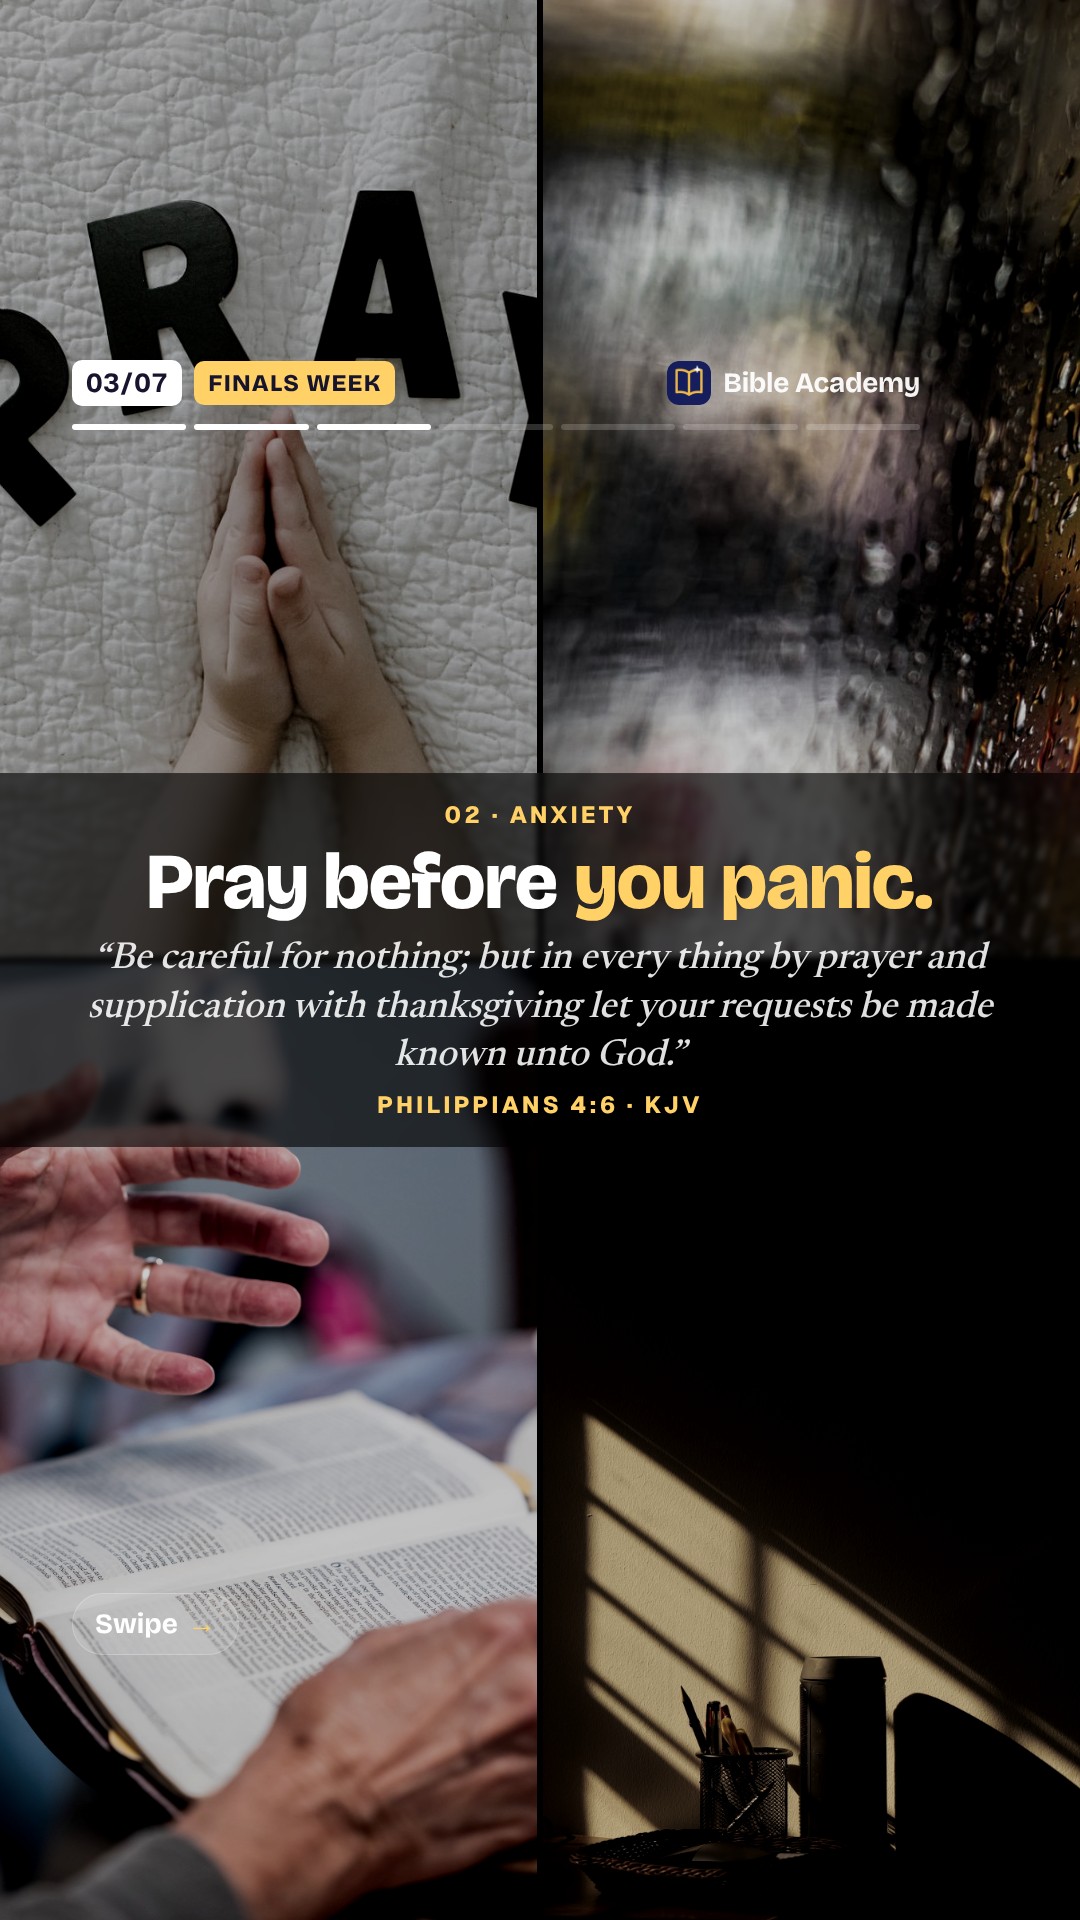 PRAY
03/07 FINALS WEEK
Bible Academy
02 · ANXIETY
Pray before you panic.
“Be careful for nothing; but in every thing by prayer and
supplication with thanksgiving let your requests be made
known unto God.”
PHILIPPIANS 4:6 · KJV
Swipe →